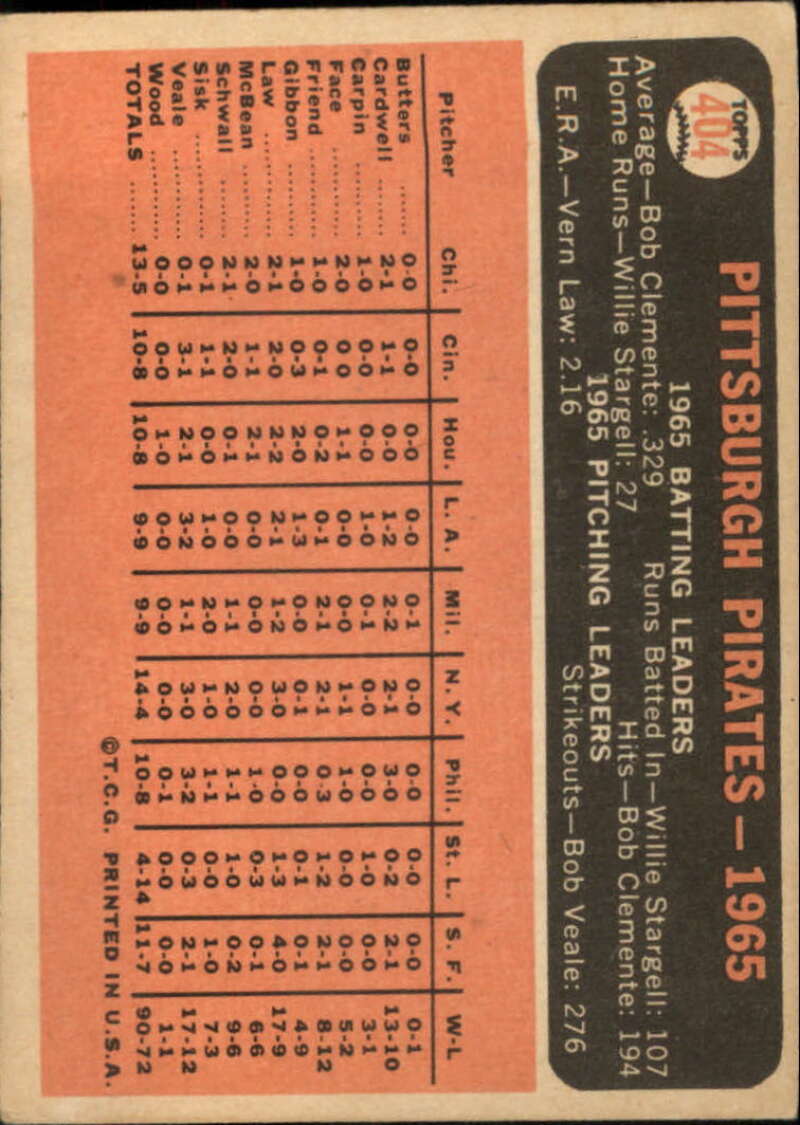 TOPPS
404
PITTSBURGH PIRATES — 1965
1965 BATTING LEADERS
Average—Bob Clemente: .329 Runs Batted In—Willie Stargell: 107
Home Runs—Willie Stargell: 27 Hits—Bob Clemente: 194
1965 PITCHING LEADERS
E.R.A.—Vern Law: 2.16 Strikeouts—Bob Veale: 276
Pitcher Chi. Cin. Hou. L. A. Mil. N. Y. Phil. St. L. S. F. W-L
Butters ........ 0-0 0-0 0-0 0-0 0-1 0-0 0-0 0-0 0-0 0-1
Cardwell ........ 2-1 1-1 0-0 1-2 2-2 2-1 3-0 0-2 2-1 13-10
Carpin ........ 1-0 0-0 0-0 1-0 0-1 0-0 0-0 1-0 0-0 3-1
Face ........ 2-0 0 0 1-1 0-0 0-0 1-1 1-0 0-0 0-0 5-2
Friend ........ 1-0 0-1 0-2 0-1 2-1 2-1 0-3 1-2 2-1 8-12
Gibbon ........ 1-0 0-3 2-0 1-3 0-0 0-1 0-0 0-1 0-1 4-9
Law ........ 2-1 2-0 2-2 2-1 1-2 3-0 0-0 1-3 4-0 17-9
McBean ........ 2-0 1-1 2-1 0-0 0-0 0-0 1-0 0-3 0-1 6-6
Schwall ........ 2-1 2-0 0-1 0-0 1-1 2-0 1-1 1-0 0-2 9-6
Sisk ........ 0-1 1-1 0-0 1-0 2-0 1-0 1-1 0-0 1-0 7-3
Veale ........ 0-1 3-1 2-1 3-2 1-1 3-0 3-2 0-3 2-1 17-12
Wood ........ 0-0 0-0 1-0 0-0 0-0 0-0 0-1 0-0 0-0 1-1
TOTALS ........ 13-5 10-8 10-8 9-9 9-9 14-4 10-8 4-14 11-7 90-72
©T.C.G. PRINTED IN U.S.A.